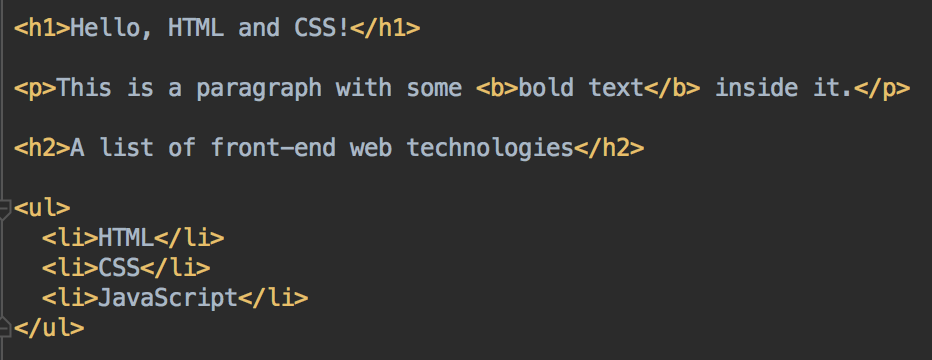 <h1>Hello, HTML and CSS!</h1>
<p>This is a paragraph with some <b>bold text</b> inside it.</p>
<h2>A list of front-end web technologies</h2>
<ul>
<li>HTML</li>
<li>CSS</li>
<li>JavaScript</li>
</ul>